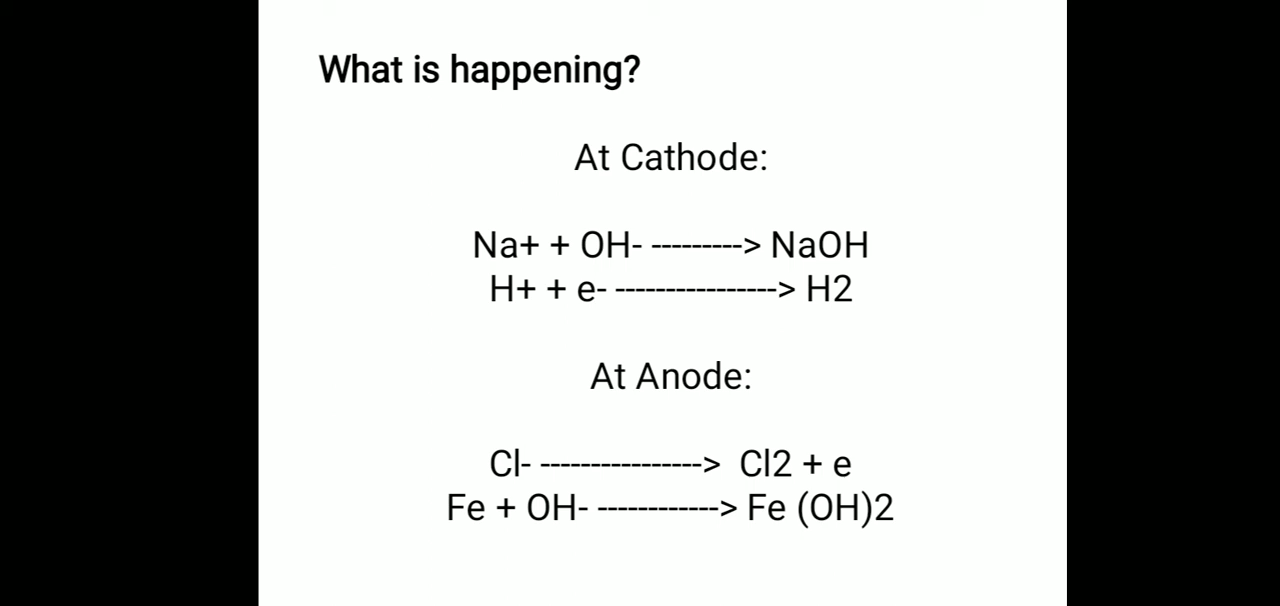 What is happening?
At Cathode:
Na+ + OH- ---------> NaOH
H+ + e- ----------------> H2
At Anode:
Cl- ----------------> Cl2 + e
Fe + OH- ------------> Fe (OH)2